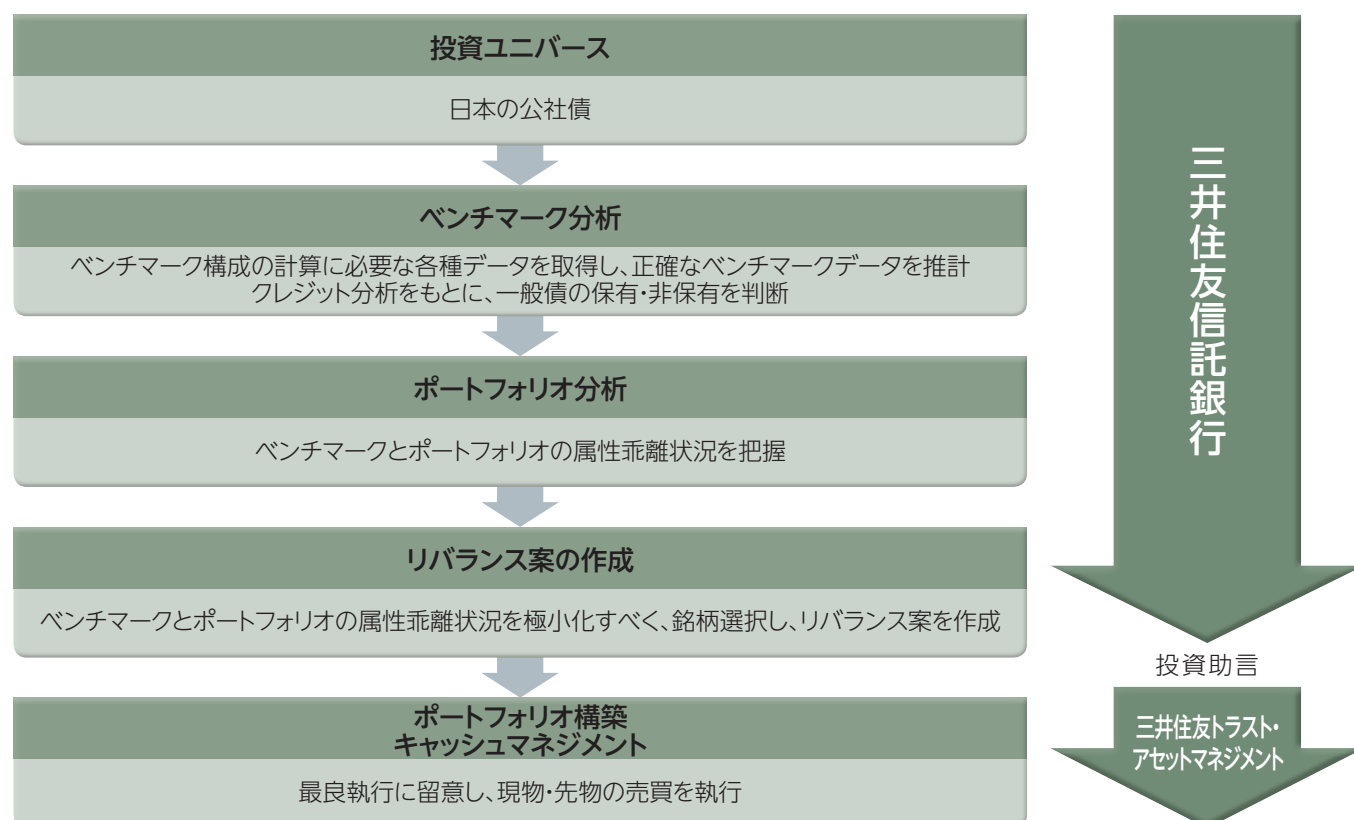 投資ユニバース
日本の公社債
ベンチマーク分析
ベンチマーク構成の計算に必要な各種データを取得し、正確なベンチマークデータを推計
クレジット分析をもとに、一般債の保有・非保有を判断
ポートフォリオ分析
ベンチマークとポートフォリオの属性乖離状況を把握
リバランス案の作成
ベンチマークとポートフォリオの属性乖離状況を極小化すべく、銘柄選択し、リバランス案を作成
ポートフォリオ構築
キャッシュマネジメント
最良執行に留意し、現物・先物の売買を執行
三井住友信託銀行
投資助言
三井住友トラスト・
アセットマネジメント